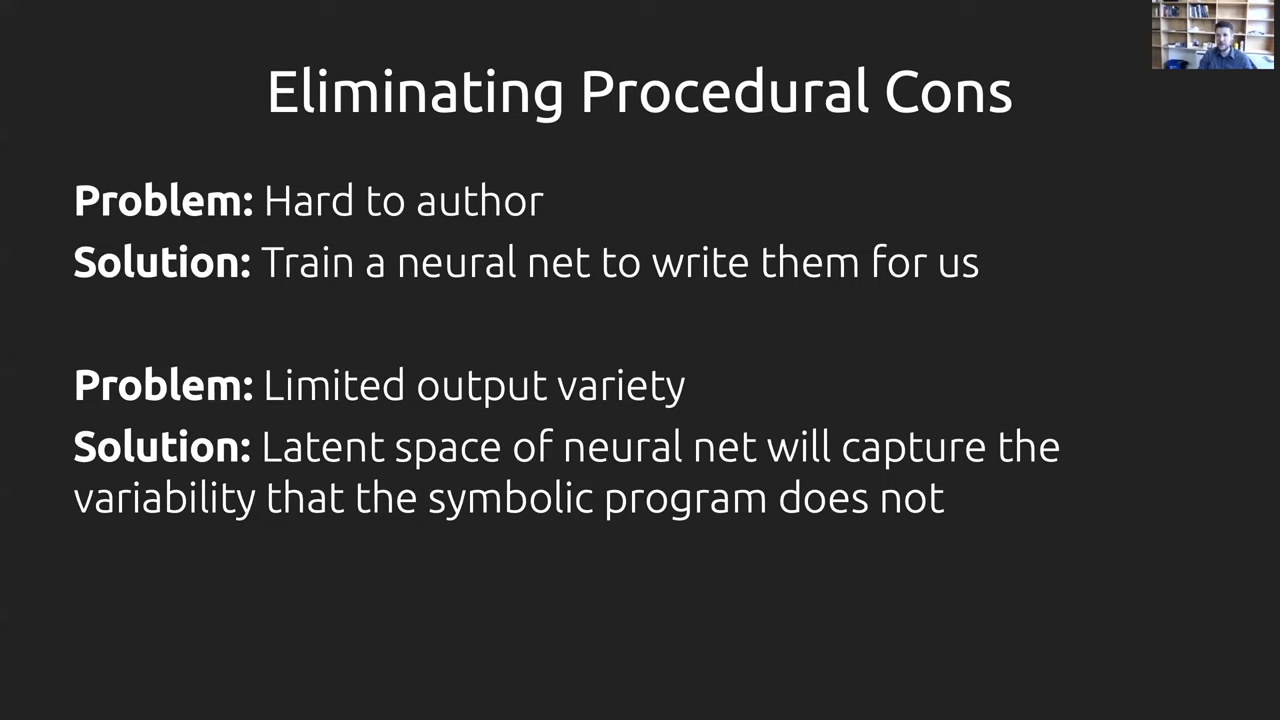 Eliminating Procedural Cons
Problem: Hard to author
Solution: Train a neural net to write them for us
Problem: Limited output variety
Solution: Latent space of neural net will capture the
variability that the symbolic program does not